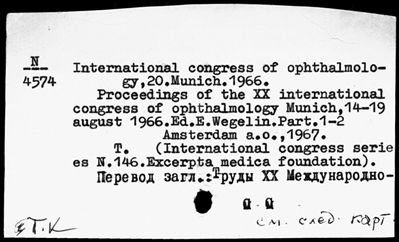 N
4574
International congress of ophthalmolo-
gy,20.Munich.1966.
Proceedings of the XX international
congress of ophthalmology Munich,14-19
august 1966.Ed.E.Wegelin.Part.1-2
Amsterdam a.o.,1967.
T. (International congress serie
es N.146.Excerpta medica foundation).
Перевод загл.:Труды XX Международно-
см. след. карт.
Т.К